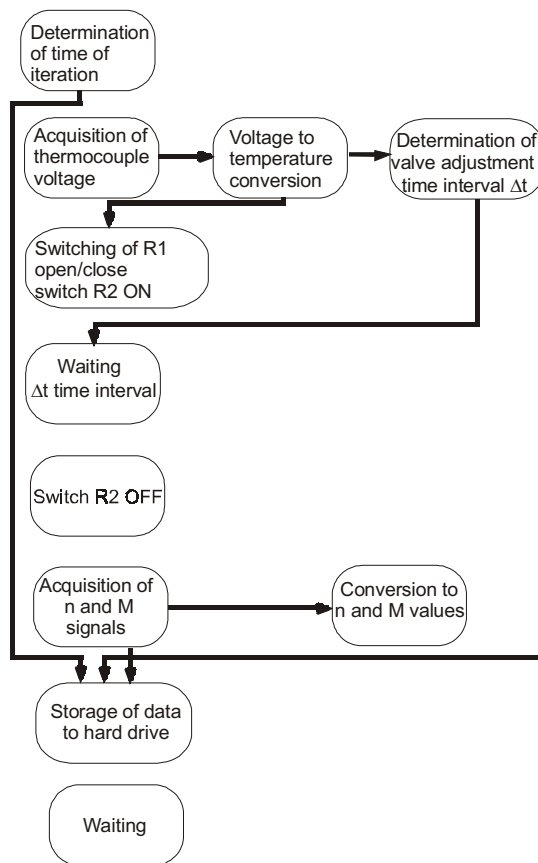 Determination
of time of
iteration
Acquisition of
thermocouple
voltage
Voltage to
temperature
conversion
Determination of
valve adjustment
time interval Δt
Switching of R1
open/close
switch R2 ON
Waiting
Δt time interval
Switch R2 OFF
Acquisition of
n and M
signals
Conversion to
n and M values
Storage of data
to hard drive
Waiting